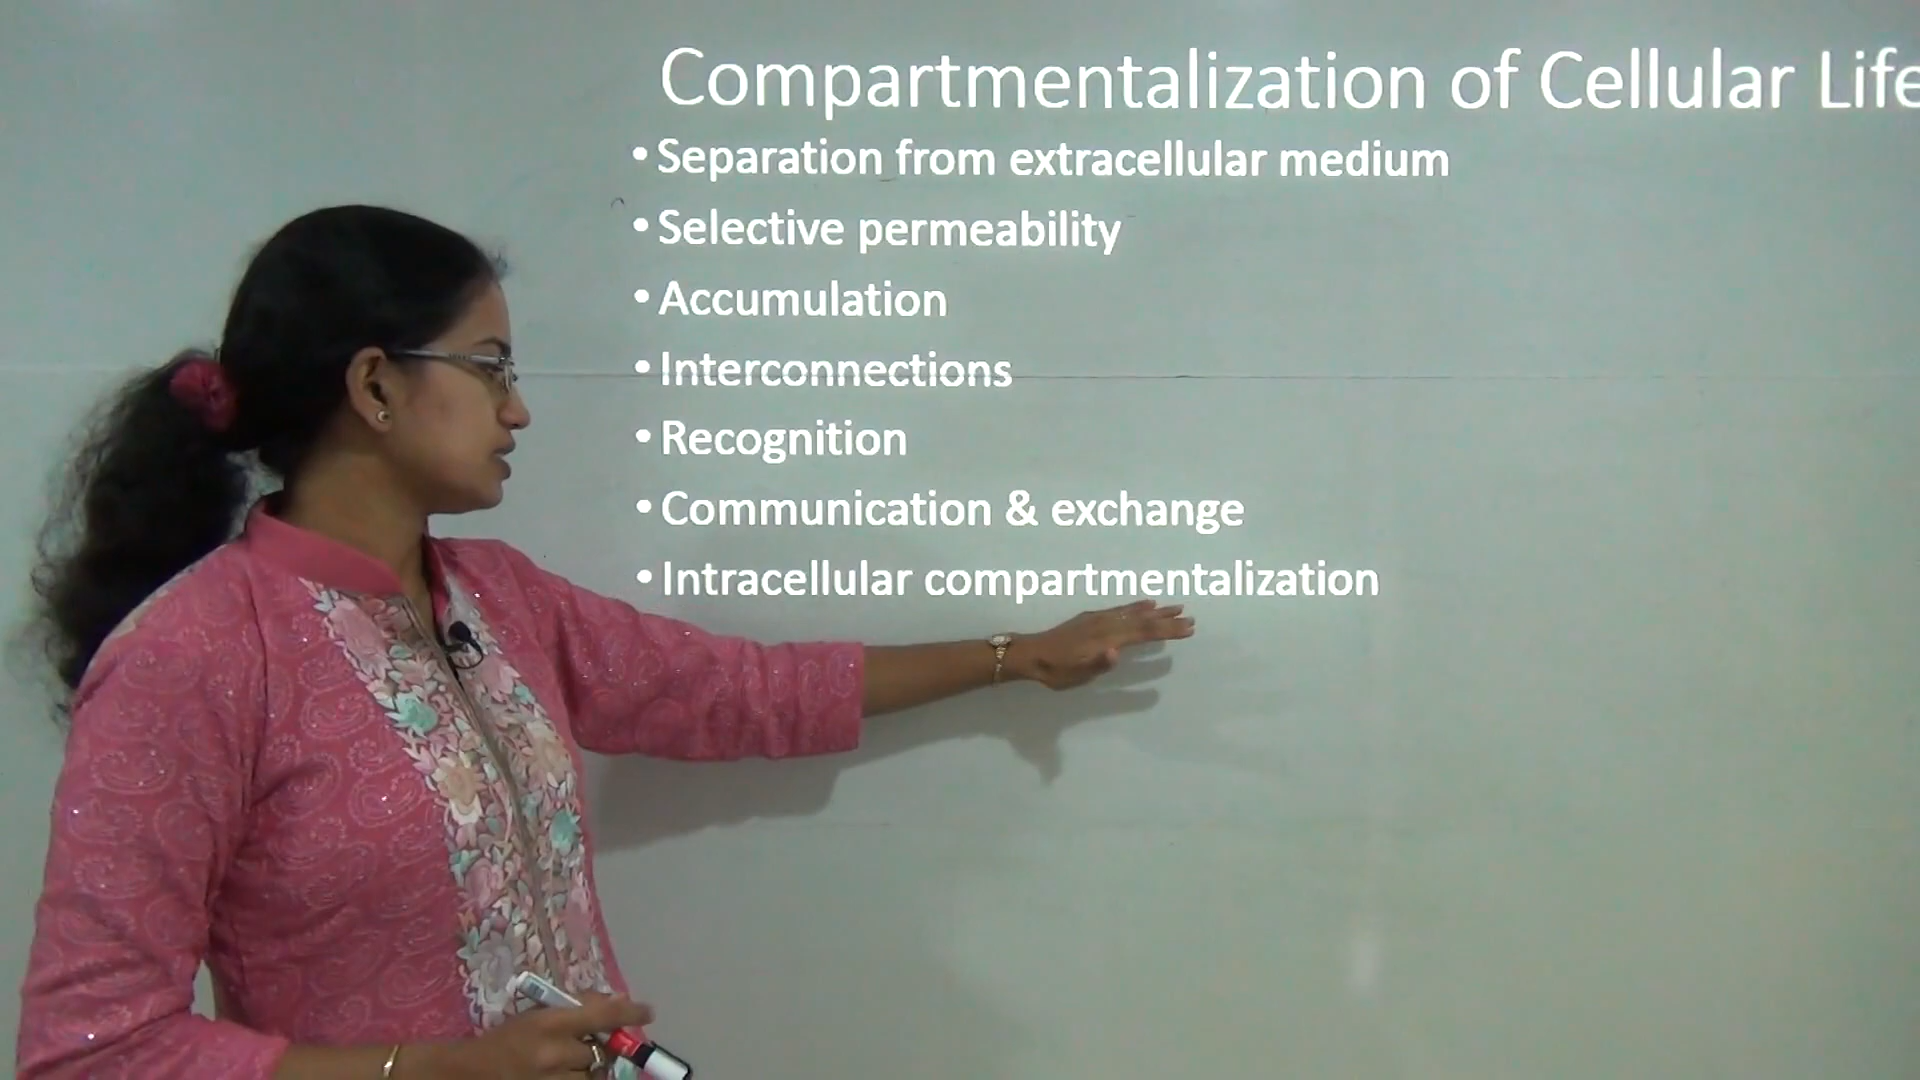 Compartmentalization of Cellular Life
• Separation from extracellular medium
• Selective permeability
• Accumulation
• Interconnections
• Recognition
• Communication & exchange
• Intracellular compartmentalization